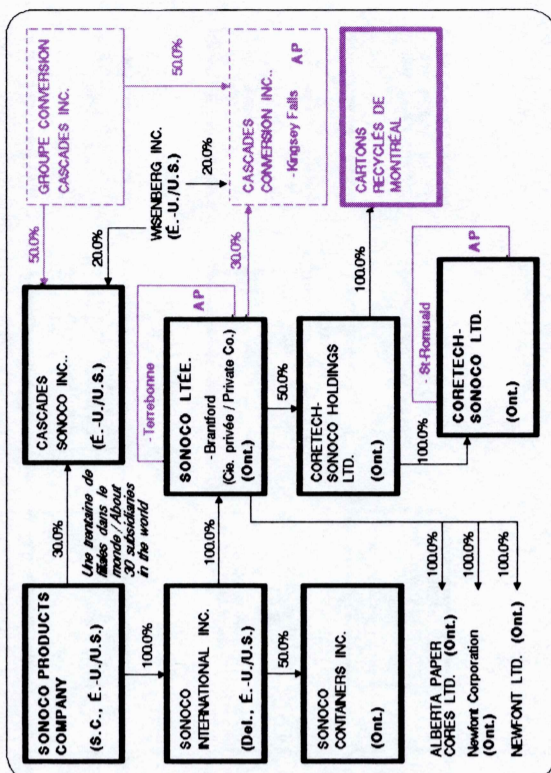 SONOCO PRODUCTS
COMPANY
(S.C., É.-U./U.S.)
30.0%
CASCADES
SONOCO INC..
(É.-U./U.S.)
50.0%
GROUPE CONVERSION
CASCADES INC.
Une trentaine de
filiales dans le
monde / About
30 subsidiaries
in the world
20.0%
WISENBERG INC.
(É.-U./U.S.)
50.0%
100.0%
20.0%
SONOCO
INTERNATIONAL INC.
(Del., É.-U./U.S.)
100.0%
-Terrebonne
AP
SONOCO LTÉE.
-Brantford
(Cie. privée / Private Co.)
(Ont.)
30.0%
CASCADES
CONVERSION INC..
-Kingsey Falls AP
50.0%
50.0%
SONOCO
CONTAINERS INC.
(Ont.)
CORETECH-
SONOCO HOLDINGS
LTD.
(Ont.)
100.0%
CARTONS
RECYCLÉS DE
MONTRÉAL
100.0%
- St-Romuald
AP
CORETECH-
SONOCO LTD.
(Ont.)
ALBERTA PAPER
CORES LTD. (Ont.)
100.0%
Newfont Corporation
(Ont.)
100.0%
NEWFONT LTD. (Ont.)
100.0%